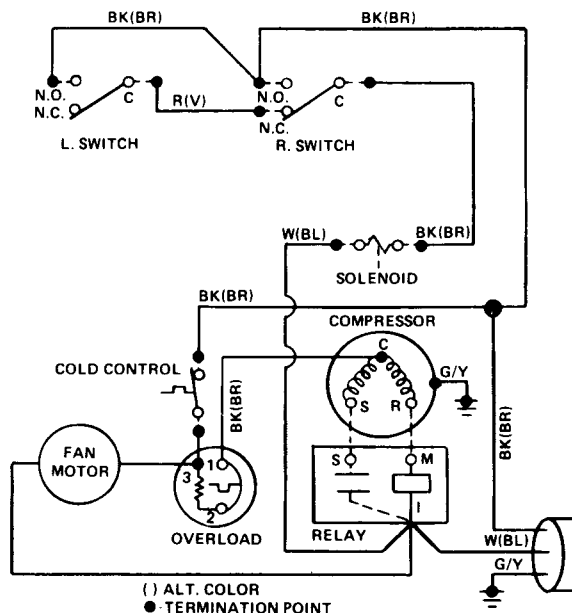 BK(BR)
BK(BR)
N.O.
C
N.O.
C
N.C.
R(V)
N.C.
L. SWITCH
R. SWITCH
W(BL)
BK(BR)
SOLENOID
BK(BR)
COMPRESSOR
C
COLD CONTROL
G/Y
BK(BR)
S
R
BK(BR)
FAN
MOTOR
S
M
3
1
2
OVERLOAD
RELAY
I
W(BL)
G/Y
( ) ALT. COLOR
●-TERMINATION POINT